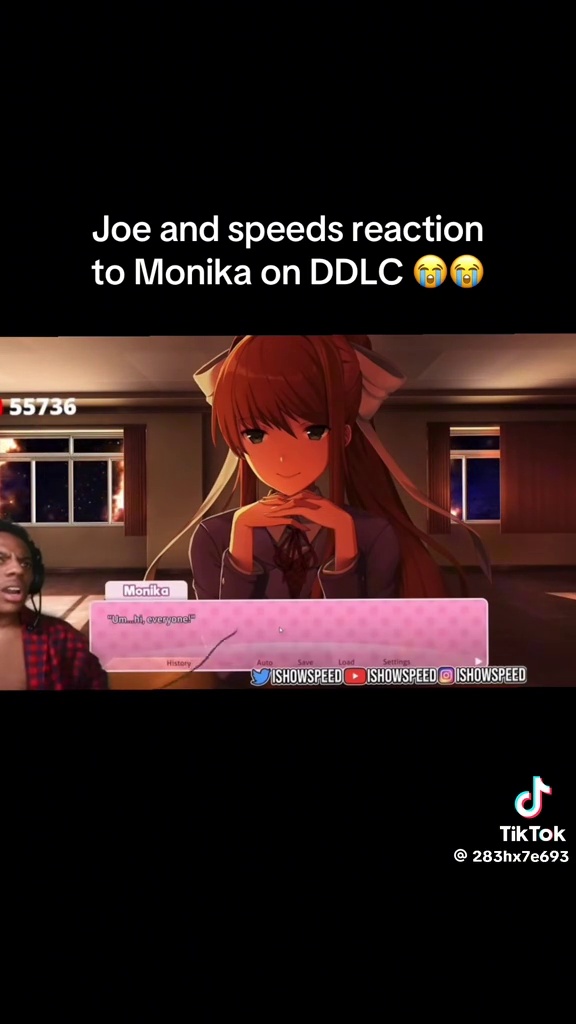 Joe and speeds reaction
to Monika on DDLC 😭😭
55736
Monika
"Um...hi, everyone!"
History Auto Save Load Settings
ISHOWSPEED ISHOWSPEED ISHOWSPEED
TikTok
@ 283hx7e693